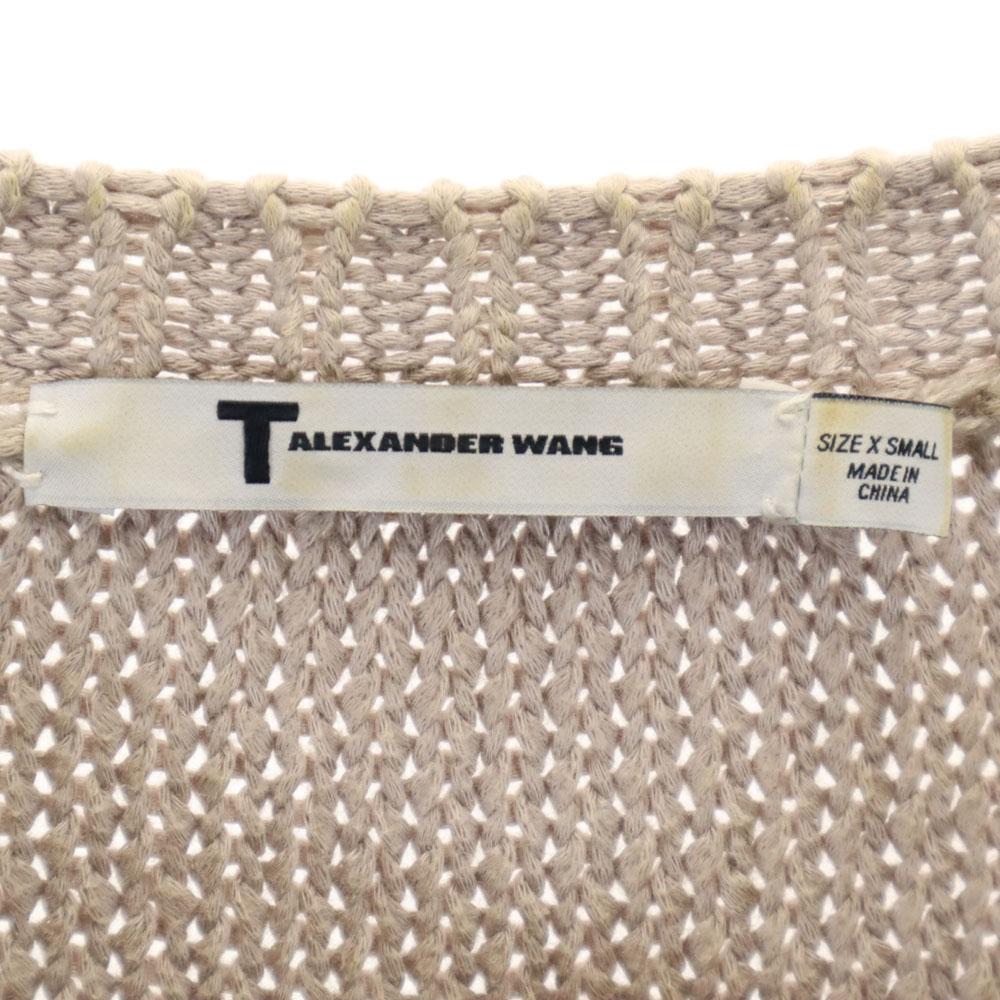 T ALEXANDER WANG
SIZE X SMALL
MADE IN
CHINA